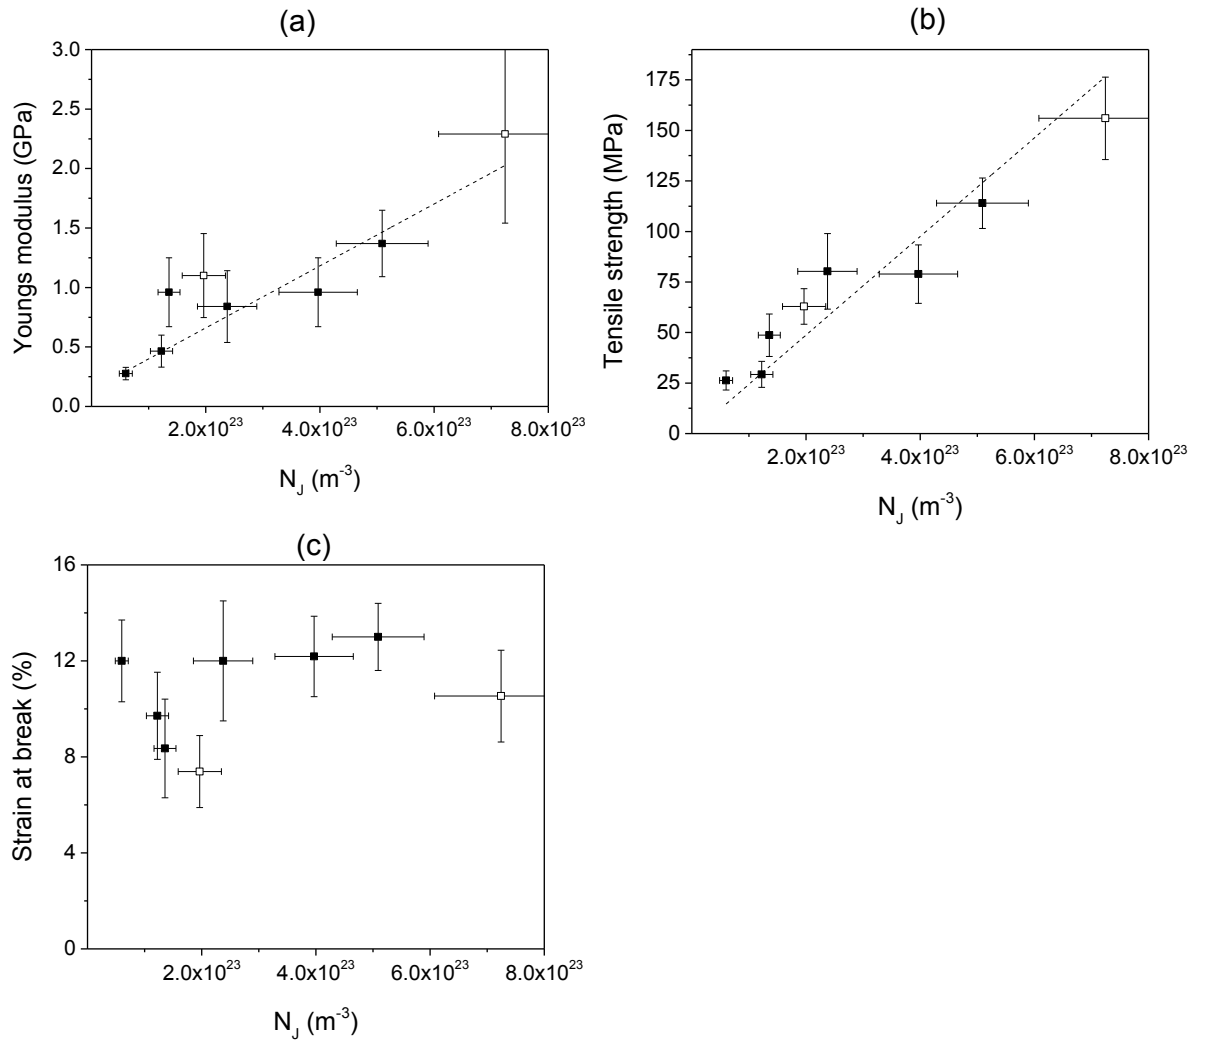 (a)
3.0
2.5
2.0
1.5
1.0
0.5
0.0
Youngs modulus (GPa)
2.0x10²³ 4.0x10²³ 6.0x10²³ 8.0x10²³
N_J (m⁻³)
(b)
175
150
125
100
75
50
25
0
Tensile strength (MPa)
2.0x10²³ 4.0x10²³ 6.0x10²³ 8.0x10²³
N_J (m⁻³)
(c)
16
12
8
4
0
Strain at break (%)
2.0x10²³ 4.0x10²³ 6.0x10²³ 8.0x10²³
N_J (m⁻³)